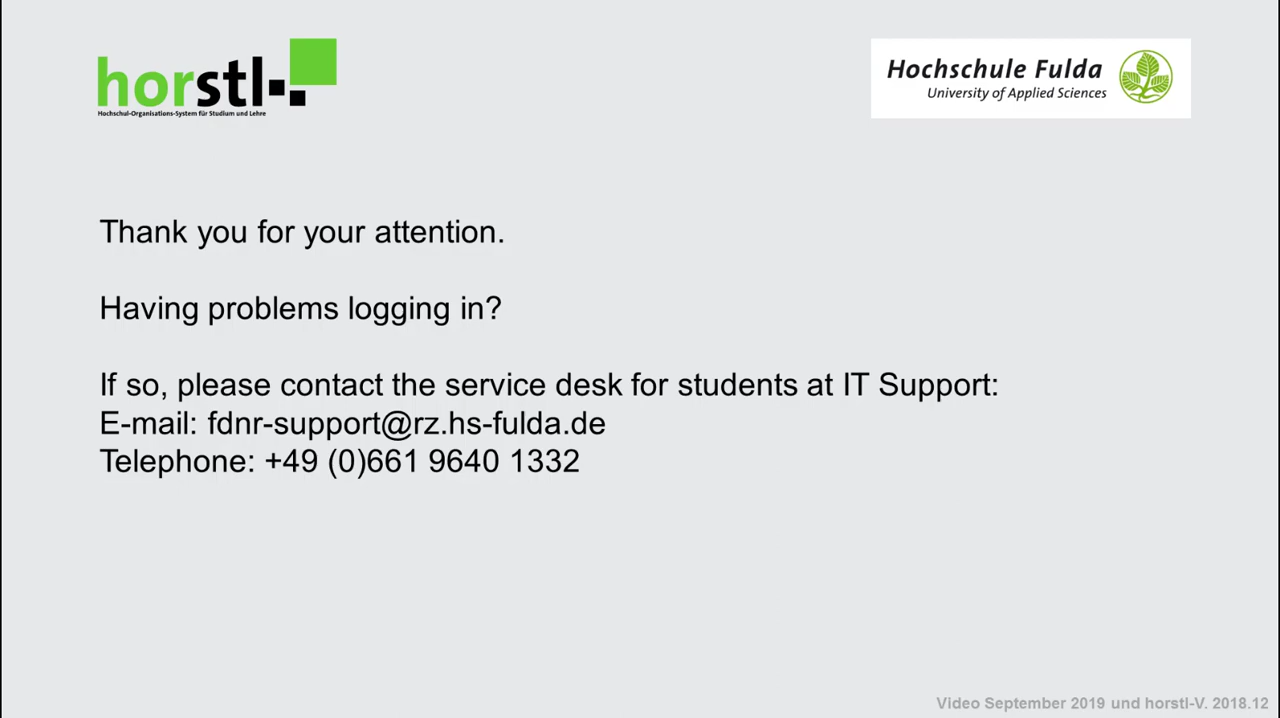 horstl
Hochschul-Organisations-System für Studium und Lehre
Hochschule Fulda
University of Applied Sciences
Thank you for your attention.
Having problems logging in?
If so, please contact the service desk for students at IT Support:
E-mail: fdnr-support@rz.hs-fulda.de
Telephone: +49 (0)661 9640 1332
Video September 2019 und horstl-V. 2018.12